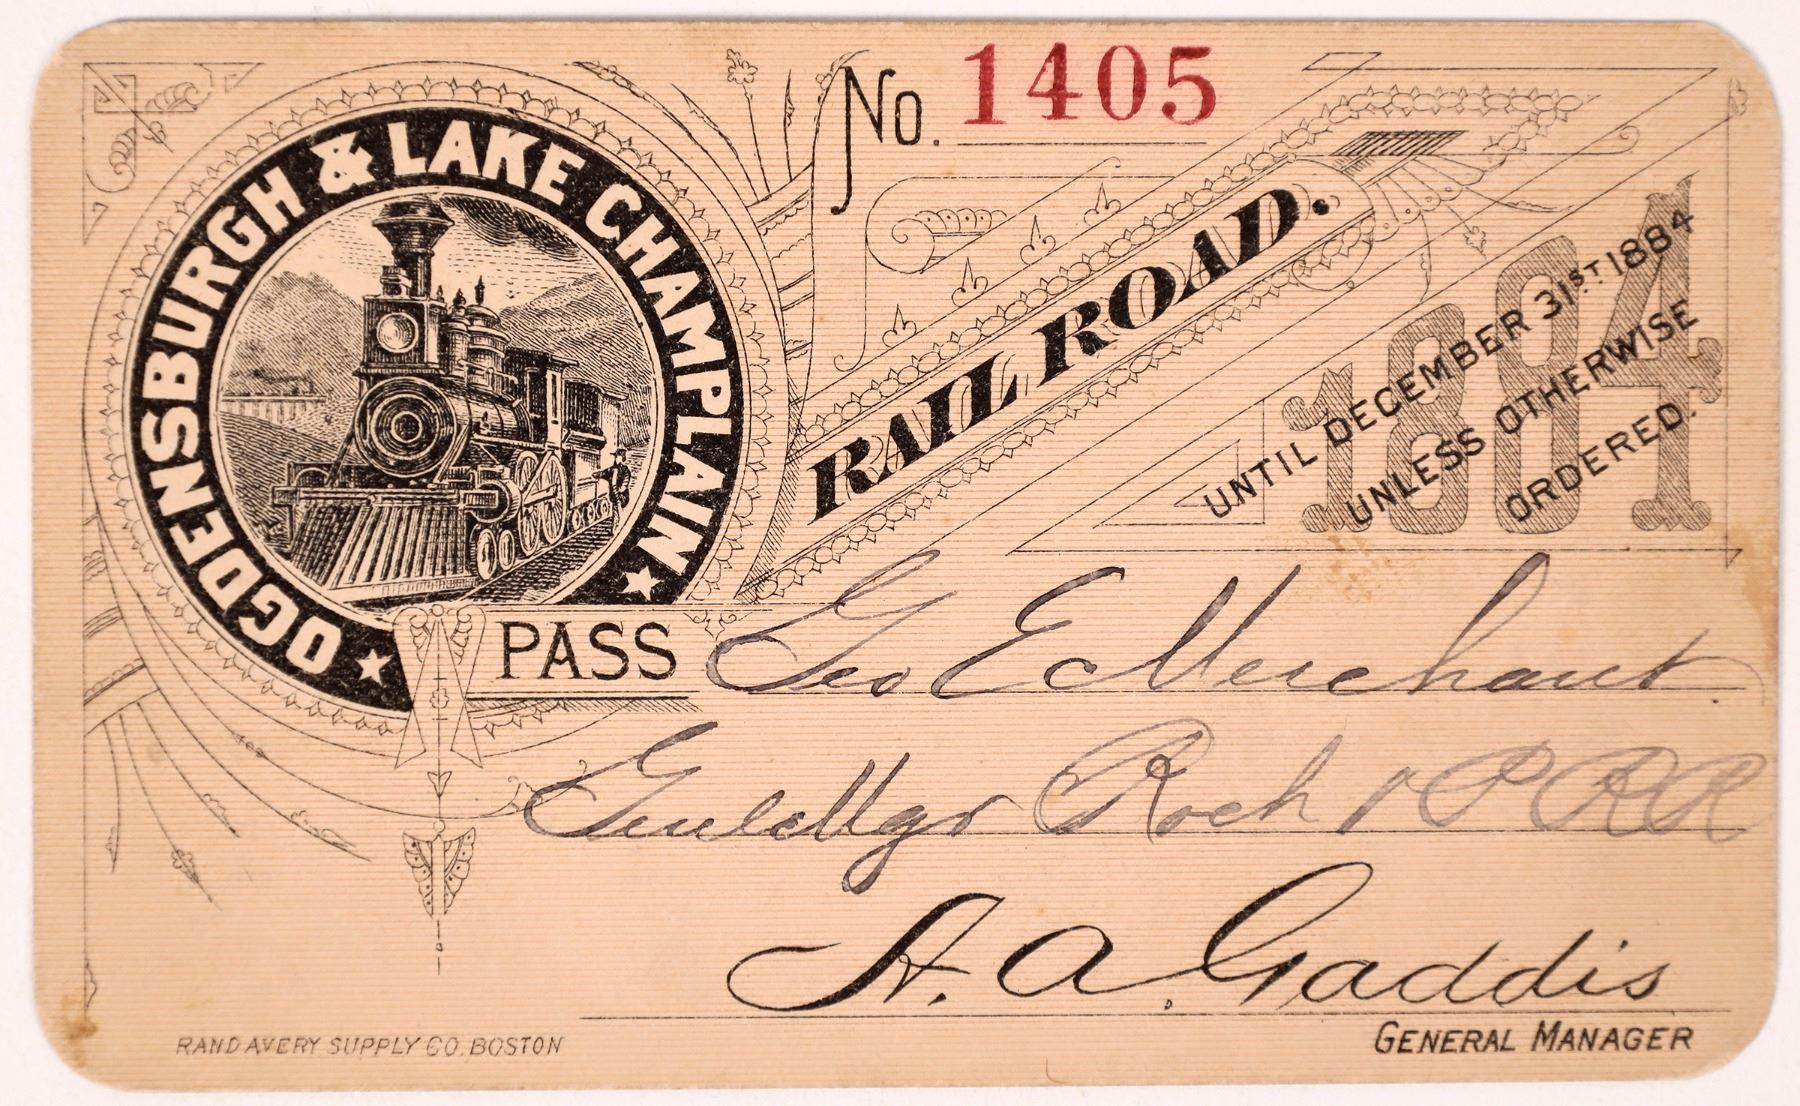 No. 1405
OGDENSBURGH & LAKE CHAMPLAIN
RAIL ROAD.
1884
UNTIL DECEMBER 31ST 1884
UNLESS OTHERWISE
ORDERED.
PASS Geo E Merchant
Genl Mgr Roch & P RR
A. A. Gaddis
GENERAL MANAGER
RAND AVERY SUPPLY CO. BOSTON